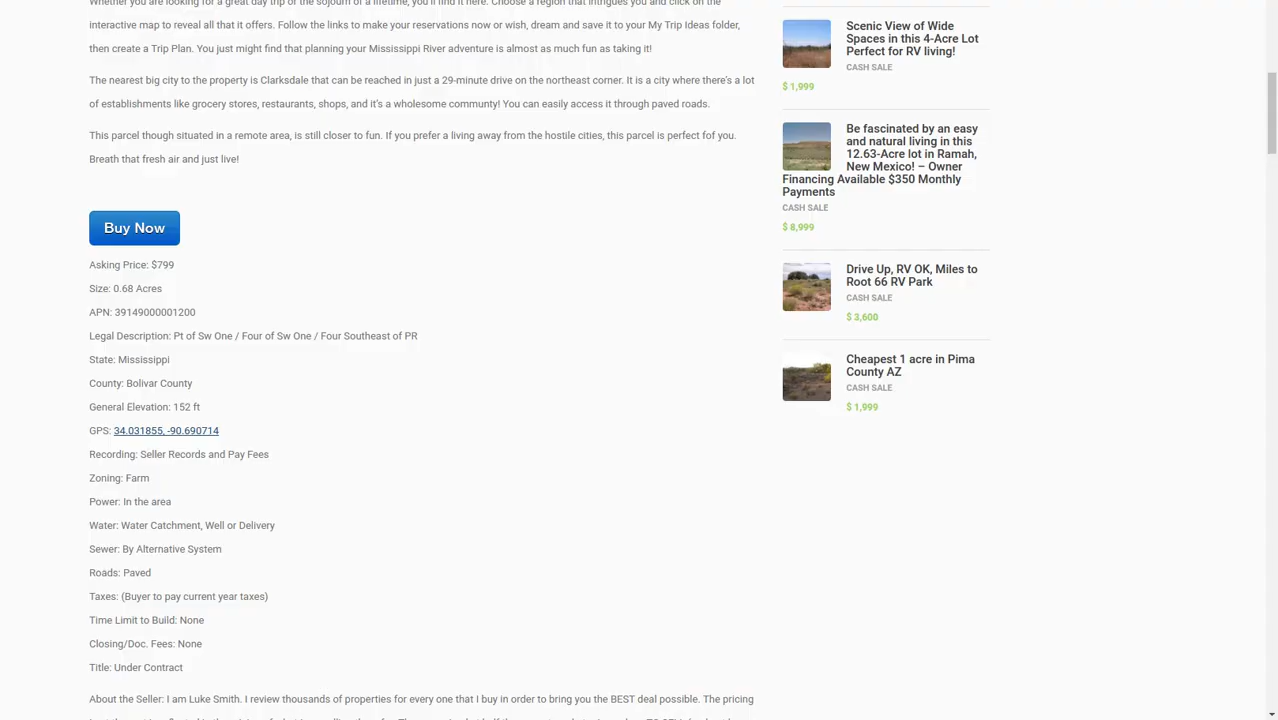 Whether you are looking for a great day trip or the sojourn of a lifetime, you'll find it here. Choose a region that intrigues you and click on the
interactive map to reveal all that it offers. Follow the links to make your reservations now or wish, dream and save it to your My Trip Ideas folder,
then create a Trip Plan. You just might find that planning your Mississippi River adventure is almost as much fun as taking it!
The nearest big city to the property is Clarksdale that can be reached in just a 29-minute drive on the northeast corner. It is a city where there's a lot
of establishments like grocery stores, restaurants, shops, and it's a wholesome communty! You can easily access it through paved roads.
This parcel though situated in a remote area, is still closer to fun. If you prefer a living away from the hostile cities, this parcel is perfect fof you.
Breath that fresh air and just live!
Buy Now
Asking Price: $799
Size: 0.68 Acres
APN: 39149000001200
Legal Description: Pt of Sw One / Four of Sw One / Four Southeast of PR
State: Mississippi
County: Bolivar County
General Elevation: 152 ft
GPS: 34.031855, -90.690714
Recording: Seller Records and Pay Fees
Zoning: Farm
Power: In the area
Water: Water Catchment, Well or Delivery
Sewer: By Alternative System
Roads: Paved
Taxes: (Buyer to pay current year taxes)
Time Limit to Build: None
Closing/Doc. Fees: None
Title: Under Contract
About the Seller: I am Luke Smith. I review thousands of properties for every one that I buy in order to bring you the BEST deal possible. The pricing
Scenic View of Wide
Spaces in this 4-Acre Lot
Perfect for RV living!
CASH SALE
$ 1,999
Be fascinated by an easy
and natural living in this
12.63-Acre lot in Ramah,
New Mexico! – Owner
Financing Available $350 Monthly
Payments
CASH SALE
$ 8,999
Drive Up, RV OK, Miles to
Root 66 RV Park
CASH SALE
$ 3,600
Cheapest 1 acre in Pima
County AZ
CASH SALE
$ 1,999